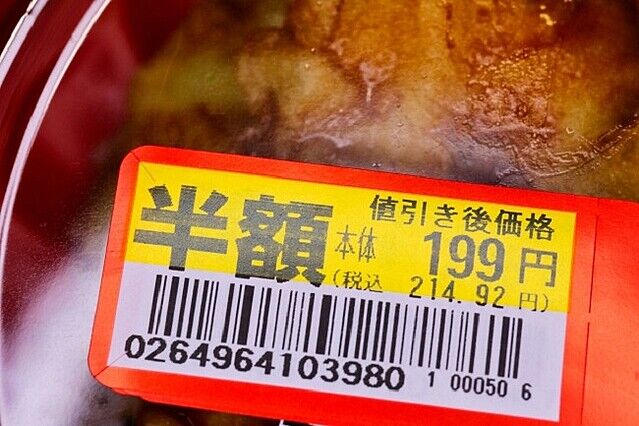 半額 値引き後価格
本体 199円
(税込 214.92円)
0264964103980 1 00050 6